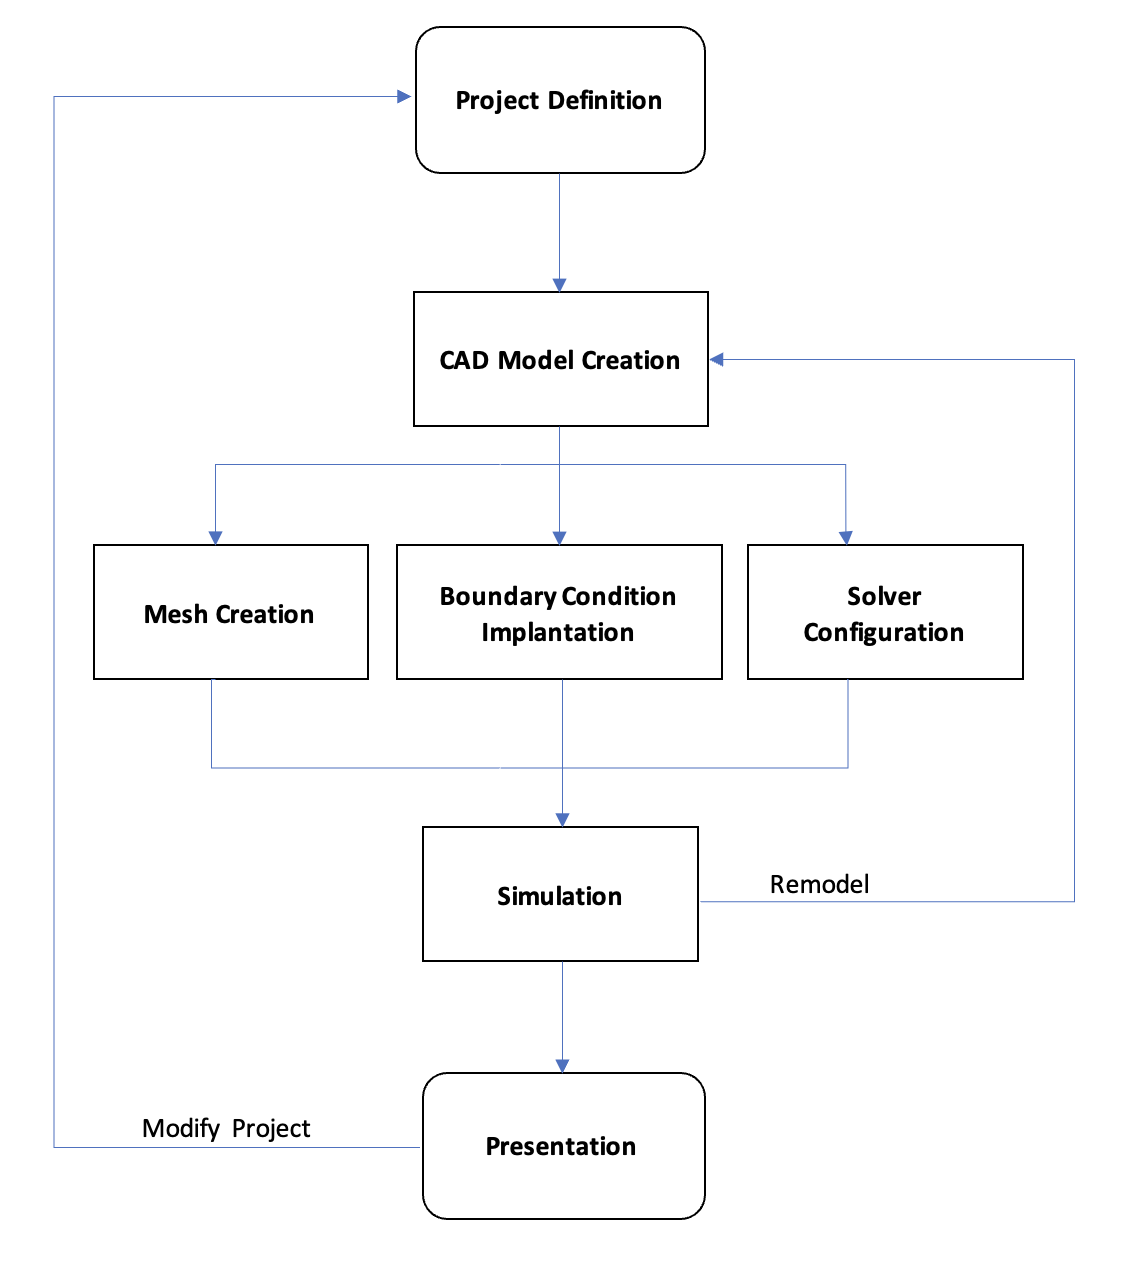 Project Definition
CAD Model Creation
Mesh Creation
Boundary Condition
Implantation
Solver
Configuration
Simulation
Remodel
Modify Project
Presentation